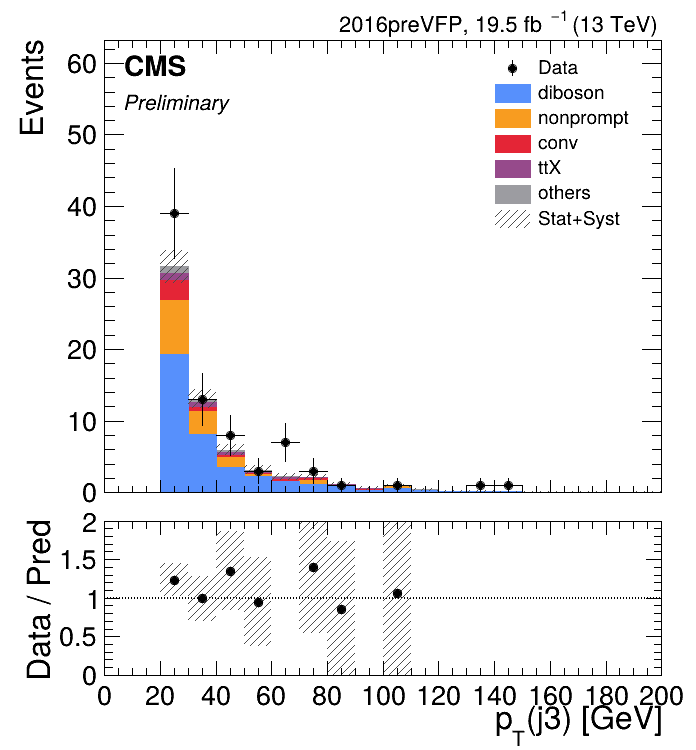 2016preVFP, 19.5 fb⁻¹ (13 TeV)
CMS
Preliminary
Data
diboson
nonprompt
conv
ttX
others
Stat+Syst
Events
60
50
40
30
20
10
0
Data / Pred
2
1.5
1
0.5
0
0 20 40 60 80 100 120 140 160 180 200
p_T(j3) [GeV]